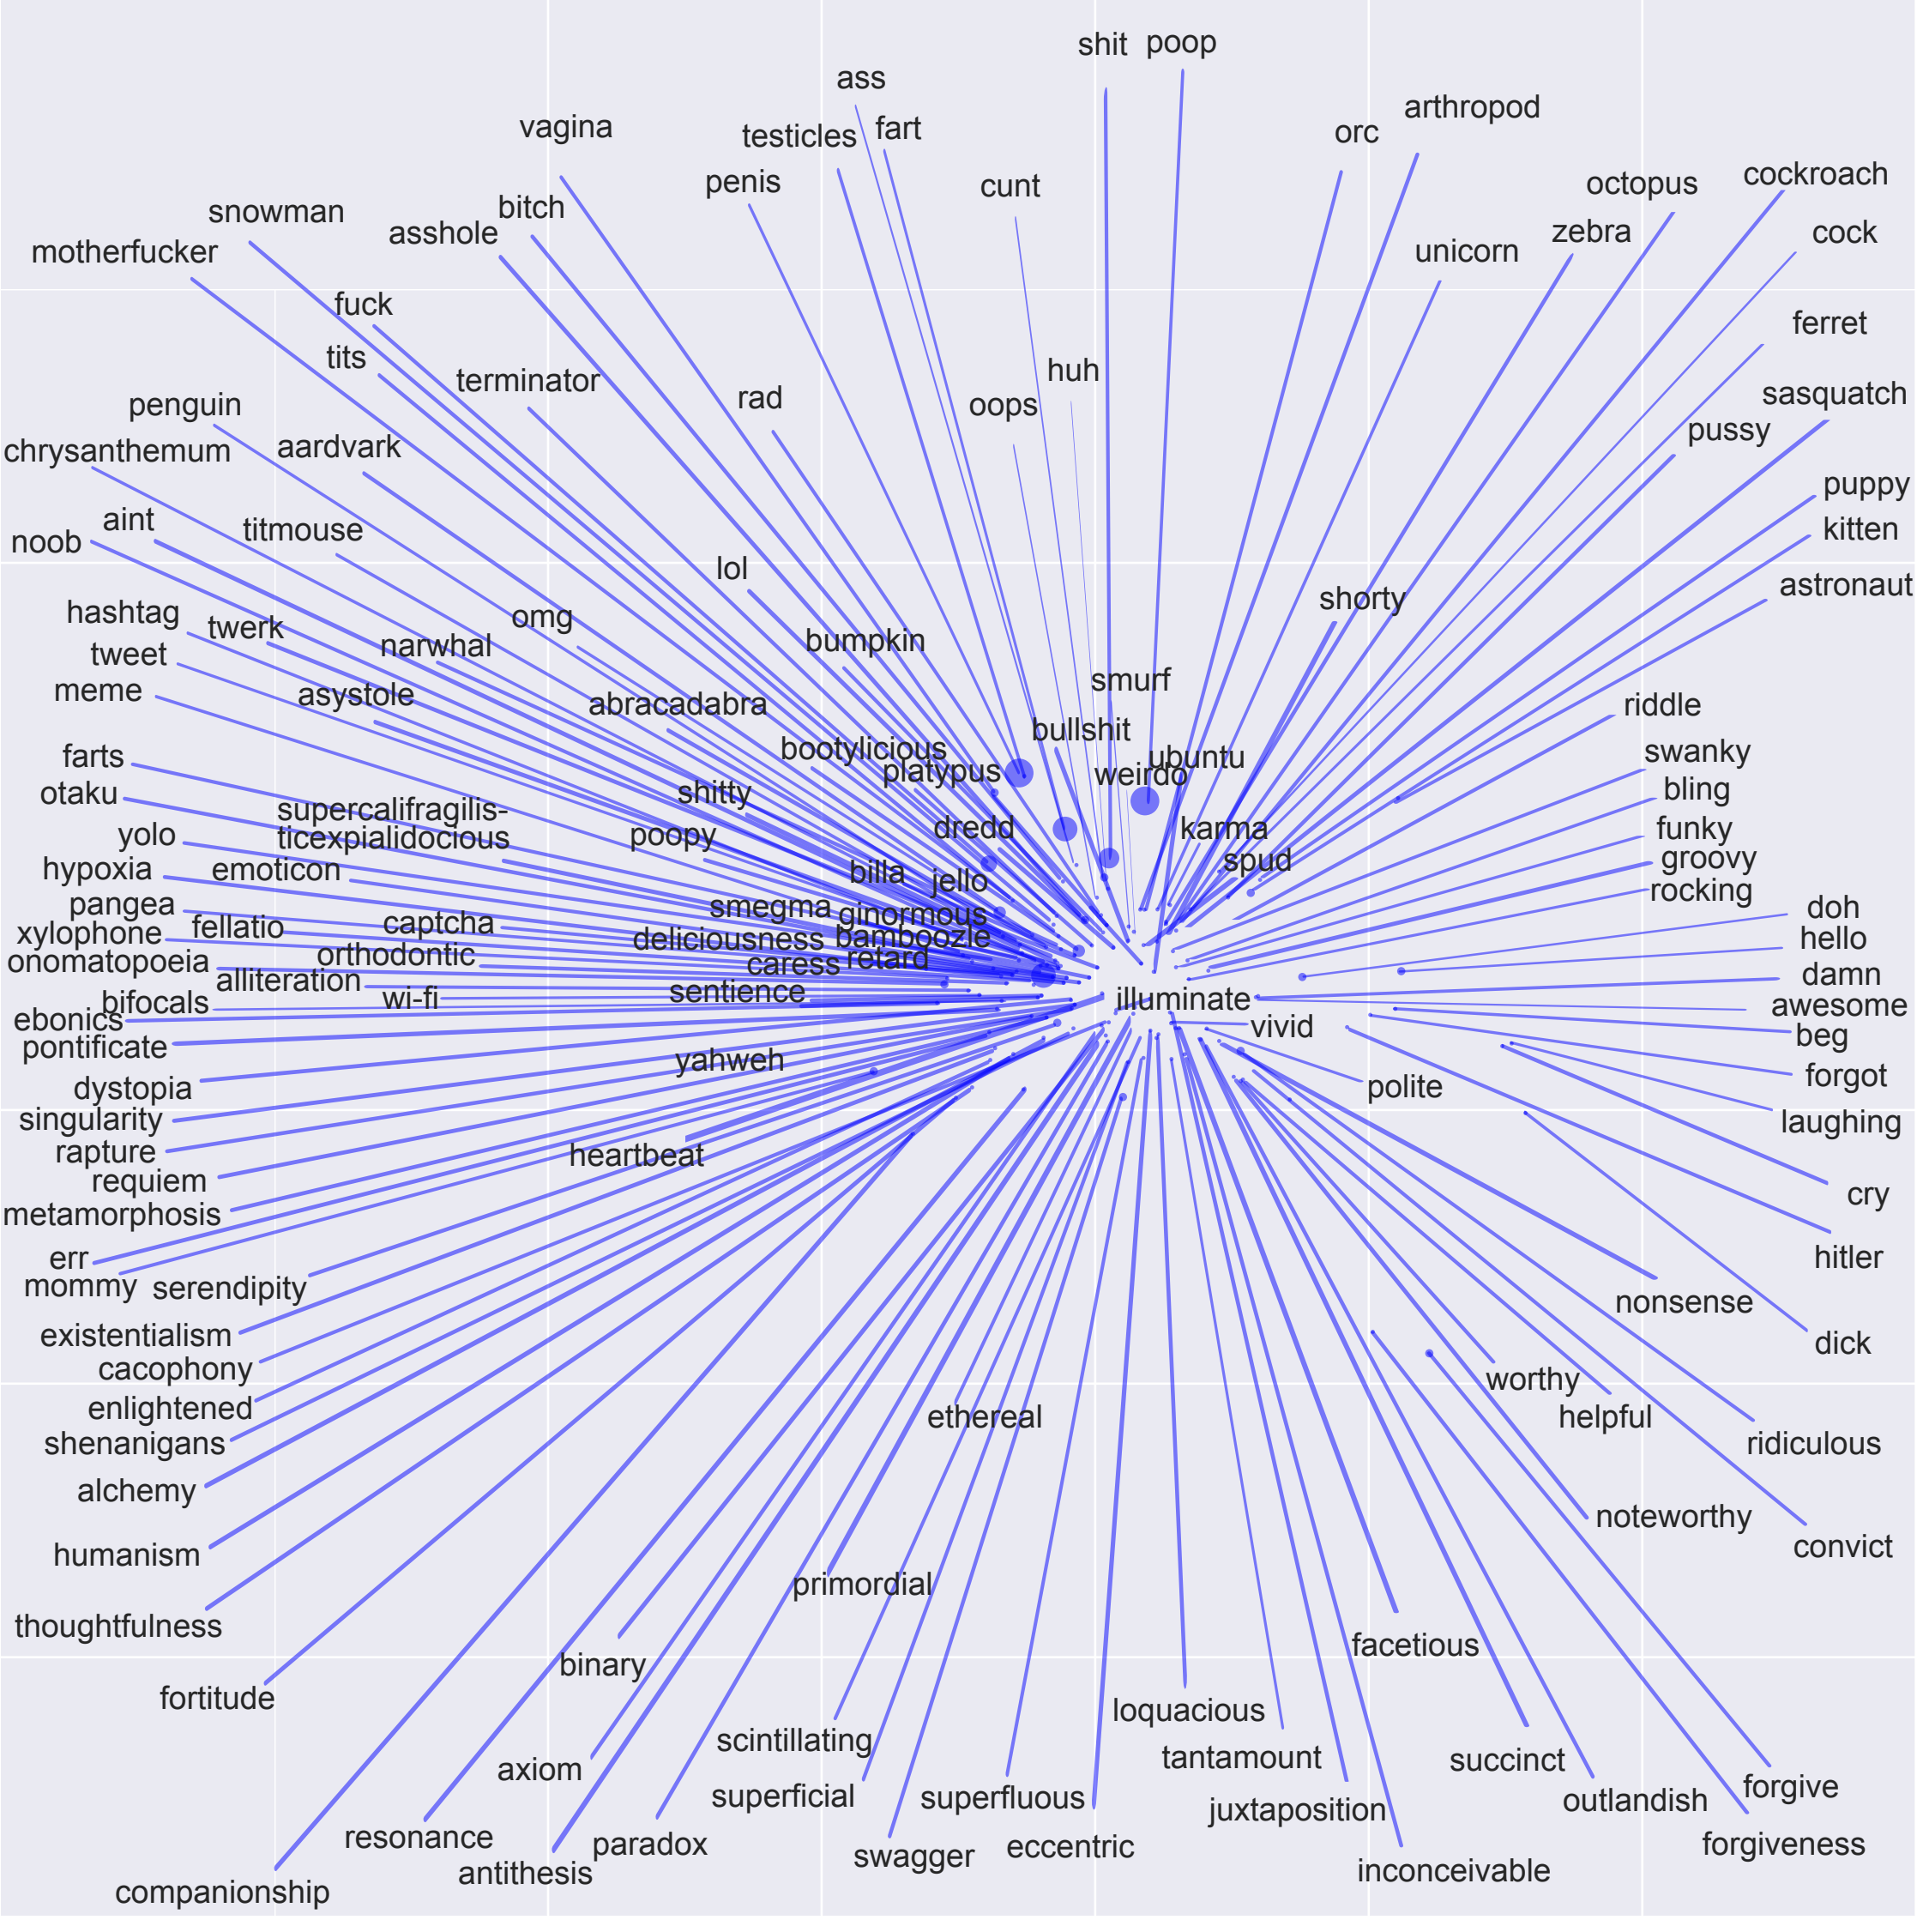 shit poop
ass
arthropod
vagina
testicles fart
orc
penis
cunt
octopus
cockroach
snowman
bitch
asshole
zebra
cock
motherfucker
unicorn
fuck
ferret
tits
terminator
huh
rad
oops
sasquatch
penguin
pussy
chrysanthemum
aardvark
puppy
aint
titmouse
kitten
noob
lol
astronaut
shorty
hashtag
twerk
omg
narwhal
bumpkin
tweet
smurf
meme
asystole
abracadabra
riddle
bullshit
farts
bootylicious
ubuntu
swanky
platypus
weirdo
otaku
shitty
bling
supercalifragilis-
ticexpialidocious
yolo
poopy
dredd
karma
funky
hypoxia
emoticon
billa
jello
spud
groovy
rocking
pangea
fellatio
captcha
smegma
ginormous
doh
xylophone
orthodontic
deliciousness
bamboozle
hello
onomatopoeia
alliteration
caress
retard
damn
bifocals
wi-fi
sentience
illuminate
awesome
ebonics
vivid
beg
pontificate
yahweh
dystopia
polite
forgot
singularity
laughing
rapture
heartbeat
requiem
cry
metamorphosis
err
hitler
mommy
serendipity
nonsense
existentialism
dick
cacophony
worthy
enlightened
ethereal
helpful
shenanigans
ridiculous
alchemy
noteworthy
humanism
convict
primordial
thoughtfulness
facetious
binary
fortitude
loquacious
scintillating
tantamount
axiom
succinct
superficial
superfluous
forgive
juxtaposition
outlandish
resonance
paradox
swagger
eccentric
forgiveness
antithesis
inconceivable
companionship